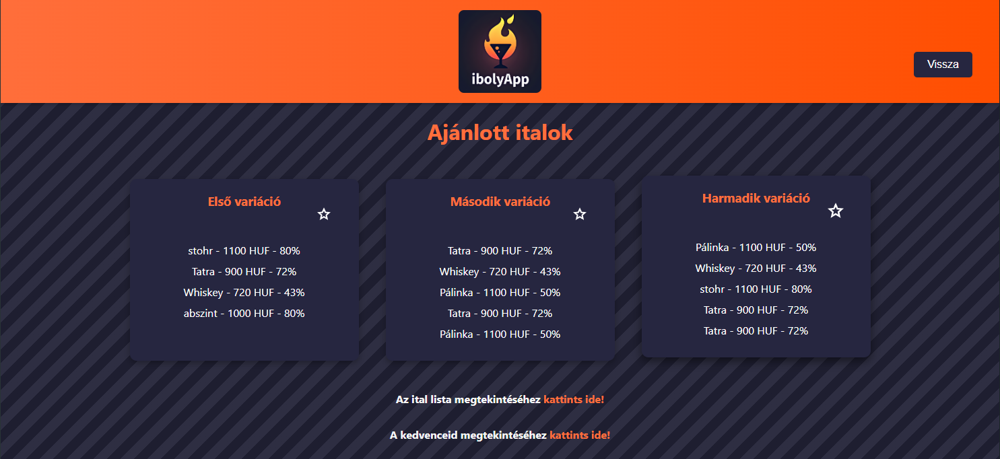 ibolyApp
Vissza
Ajánlott italok
Első variáció
stohr - 1100 HUF - 80%
Tatra - 900 HUF - 72%
Whiskey - 720 HUF - 43%
abszint - 1000 HUF - 80%
Második variáció
Tatra - 900 HUF - 72%
Whiskey - 720 HUF - 43%
Pálinka - 1100 HUF - 50%
Tatra - 900 HUF - 72%
Pálinka - 1100 HUF - 50%
Harmadik variáció
Pálinka - 1100 HUF - 50%
Whiskey - 720 HUF - 43%
stohr - 1100 HUF - 80%
Tatra - 900 HUF - 72%
Tatra - 900 HUF - 72%
Az ital lista megtekintéséhez kattints ide!
A kedvenceid megtekintéséhez kattints ide!